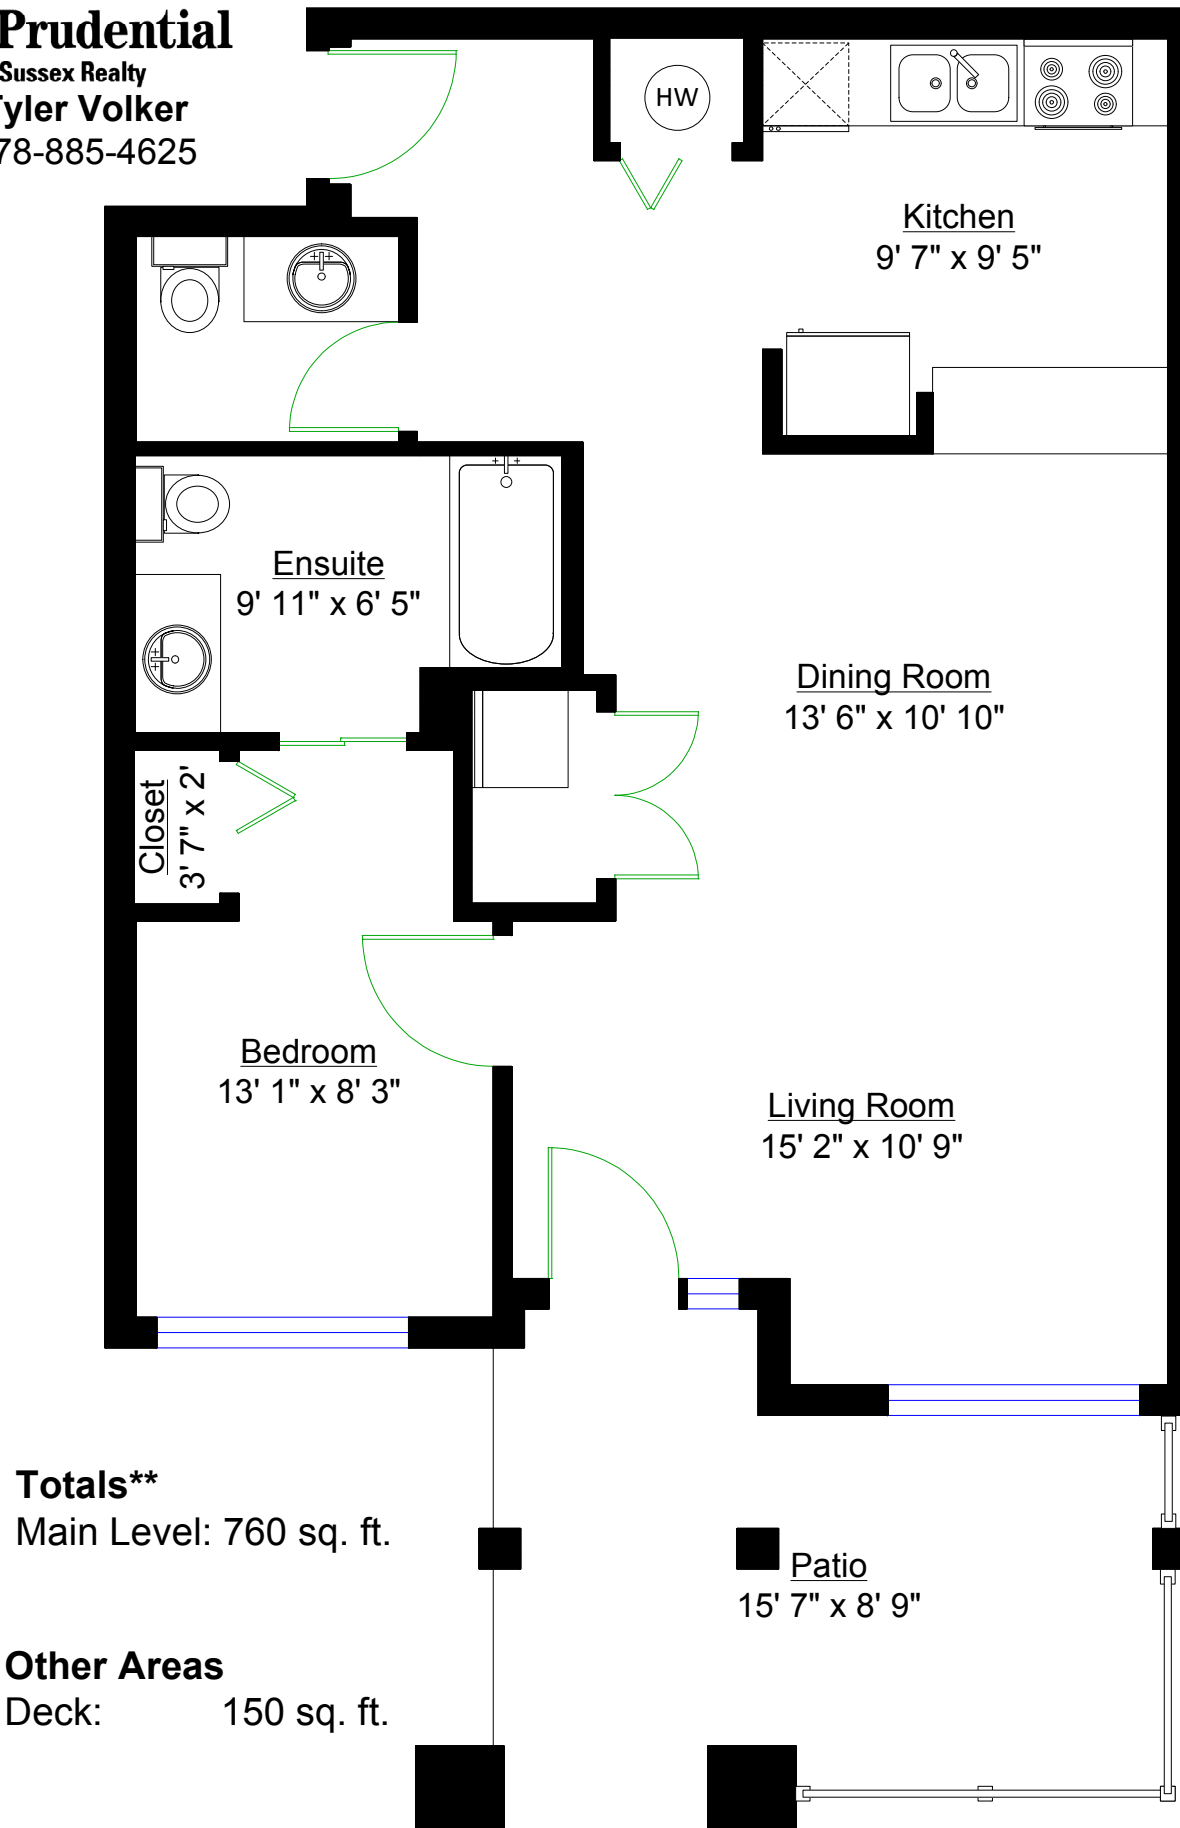 Prudential
Sussex Realty
Tyler Volker
78-885-4625
HW
Kitchen
9' 7" x 9' 5"
Ensuite
9' 11" x 6' 5"
Dining Room
13' 6" x 10' 10"
Closet
3' 7" x 2'
Bedroom
13' 1" x 8' 3"
Living Room
15' 2" x 10' 9"
Totals**
Main Level: 760 sq. ft.
Patio
15' 7" x 8' 9"
Other Areas
Deck: 150 sq. ft.